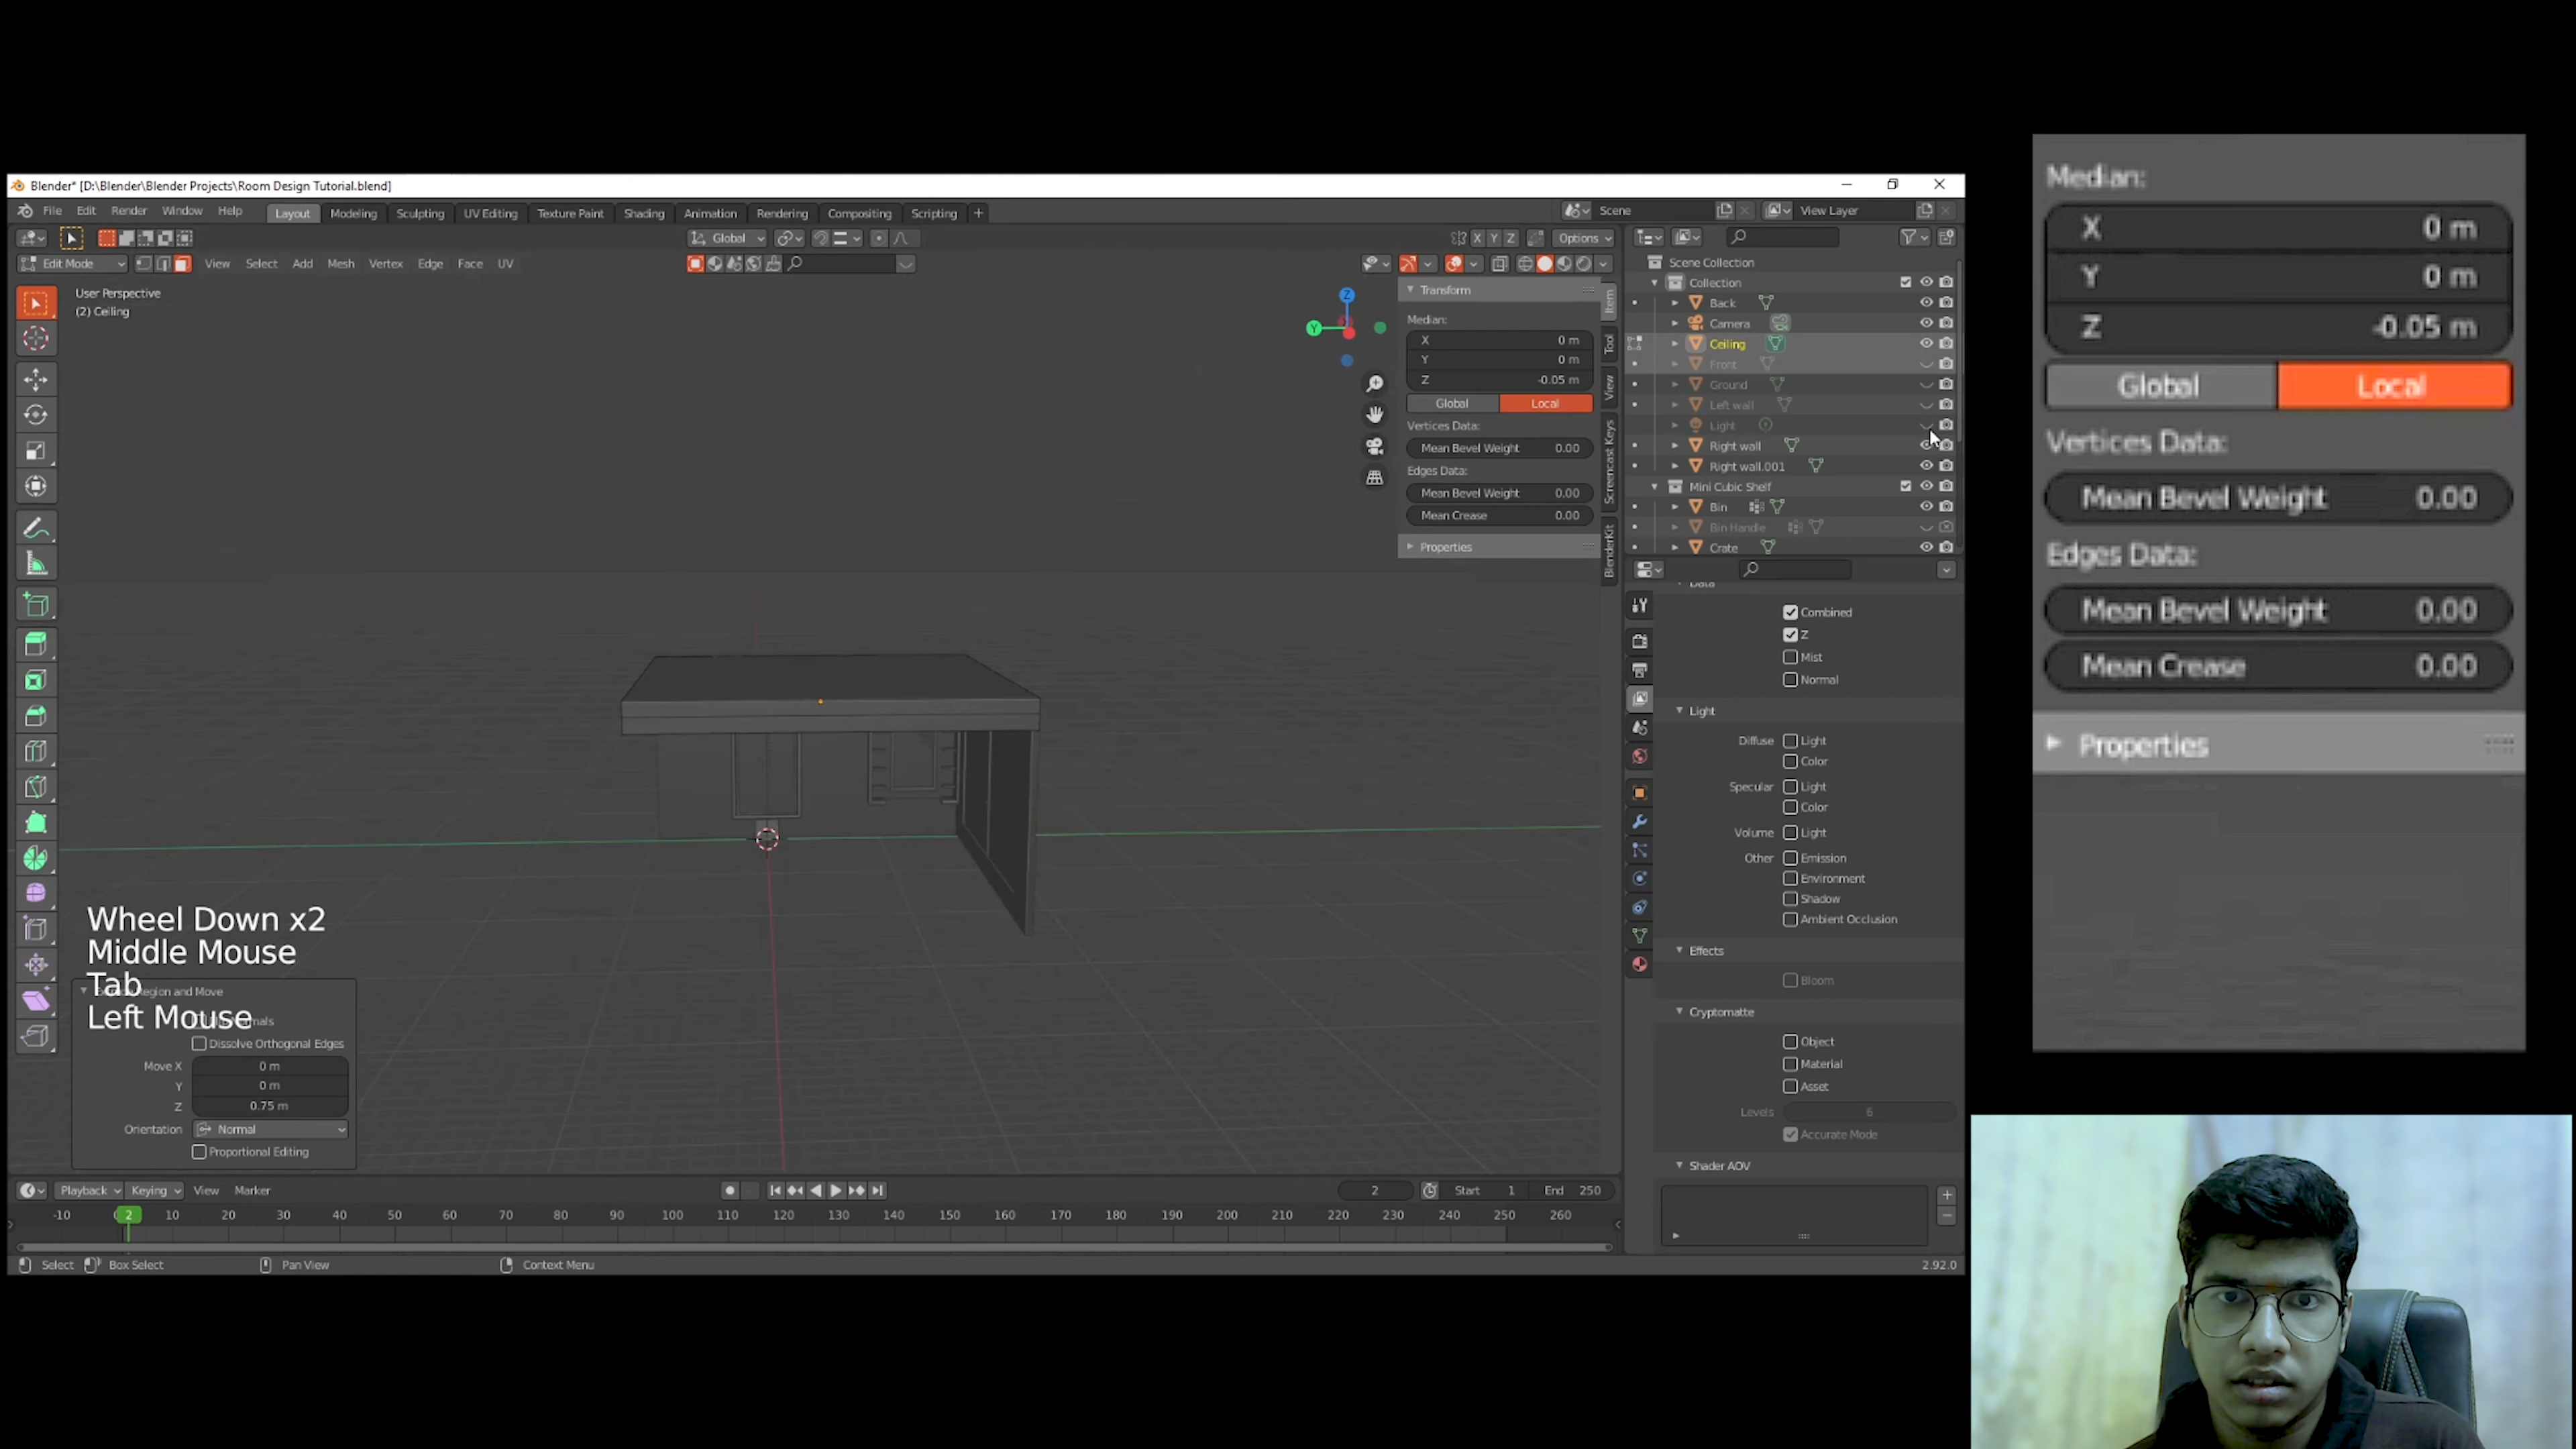 Blender* [D:\Blender\Blender Projects\Room Design Tutorial.blend]
File Edit Render Window Help Layout Modeling Sculpting UV Editing Texture Paint Shading Animation Rendering Compositing Scripting + Scene View Layer
Global X Y Z Options
Edit Mode View Select Add Mesh Vertex Edge Face UV
User Perspective
(2) Ceiling
Z
Y
Transform
Median:
X 0 m
Y 0 m
Z -0.05 m
Global Local
Vertices Data:
Mean Bevel Weight 0.00
Edges Data:
Mean Bevel Weight 0.00
Mean Crease 0.00
Properties
Item
Tool
View
Screencast Keys
BlenderKit
Scene Collection
Collection
Back
Camera
Ceiling
Front
Ground
Left wall
Light
Right wall
Right wall.001
Mini Cubic Shelf
Bin
Bin Handle
Crate
Data
Combined
Z
Mist
Normal
Light
Diffuse Light
Color
Specular Light
Color
Volume Light
Other Emission
Environment
Shadow
Ambient Occlusion
Effects
Bloom
Cryptomatte
Object
Material
Asset
Levels 6
Accurate Mode
Shader AOV
Wheel Down x2
Middle Mouse
Tab
Left Mouse
Region and Move
Dissolve Orthogonal Edges
Move X 0 m
Y 0 m
Z 0.75 m
Orientation Normal
Proportional Editing
Playback Keying View Marker 2 Start 1 End 250
-10 2 10 20 30 40 50 60 70 80 90 100 110 120 130 140 150 160 170 180 190 200 210 220 230 240 250 260
Select Box Select Pan View Context Menu 2.92.0
Median:
X 0 m
Y 0 m
Z -0.05 m
Global Local
Vertices Data:
Mean Bevel Weight 0.00
Edges Data:
Mean Bevel Weight 0.00
Mean Crease 0.00
Properties